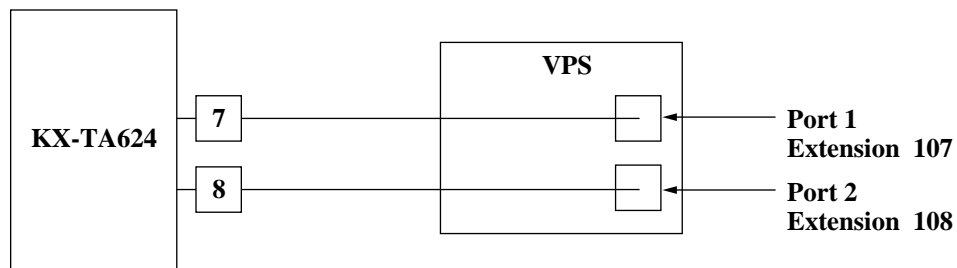 VPS
KX-TA624
7
8
Port 1
Extension 107
Port 2
Extension 108